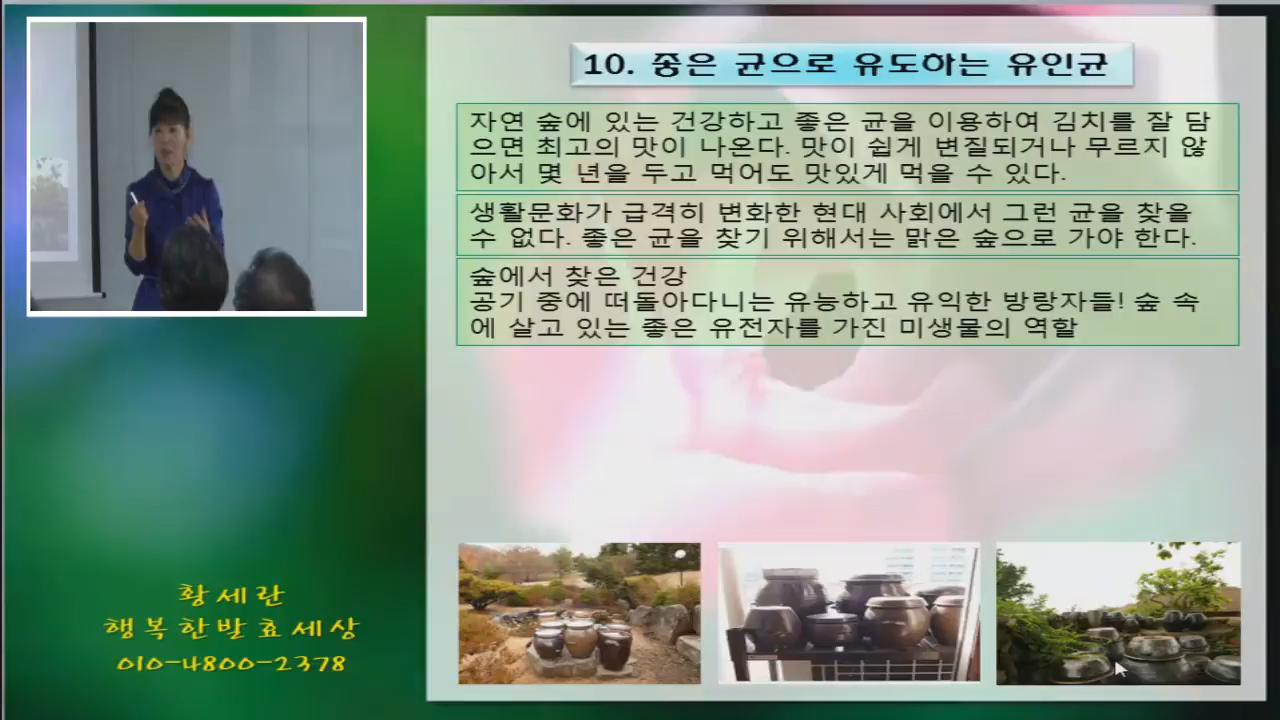 10. 좋은 균으로 유도하는 유인균
자연 숲에 있는 건강하고 좋은 균을 이용하여 김치를 잘 담
으면 최고의 맛이 나온다. 맛이 쉽게 변질되거나 무르지 않
아서 몇 년을 두고 먹어도 맛있게 먹을 수 있다.
생활문화가 급격히 변화한 현대 사회에서 그런 균을 찾을
수 없다. 좋은 균을 찾기 위해서는 맑은 숲으로 가야 한다.
숲에서 찾은 건강
공기 중에 떠돌아다니는 유능하고 유익한 방랑자들! 숲 속
에 살고 있는 좋은 유전자를 가진 미생물의 역할
황세란
행복한발효세상
010-4800-2378